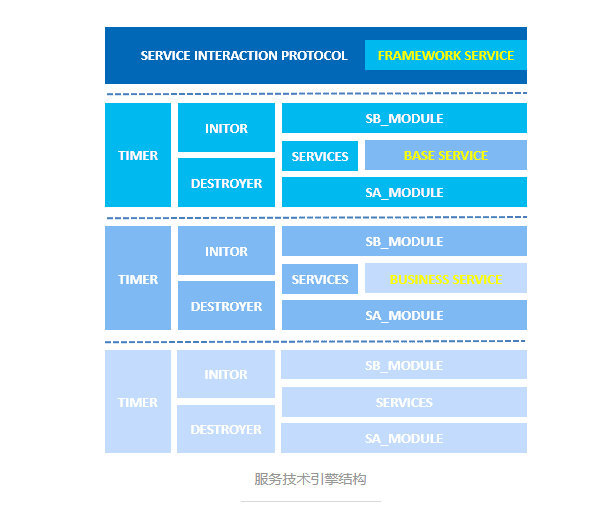 SERVICE INTERACTION PROTOCOL FRAMEWORK SERVICE
TIMER
INITOR
DESTROYER
SB_MODULE
SERVICES
BASE SERVICE
SA_MODULE
TIMER
INITOR
DESTROYER
SB_MODULE
SERVICES
BUSINESS SERVICE
SA_MODULE
TIMER
INITOR
DESTROYER
SB_MODULE
SERVICES
SA_MODULE
服务技术引擎结构